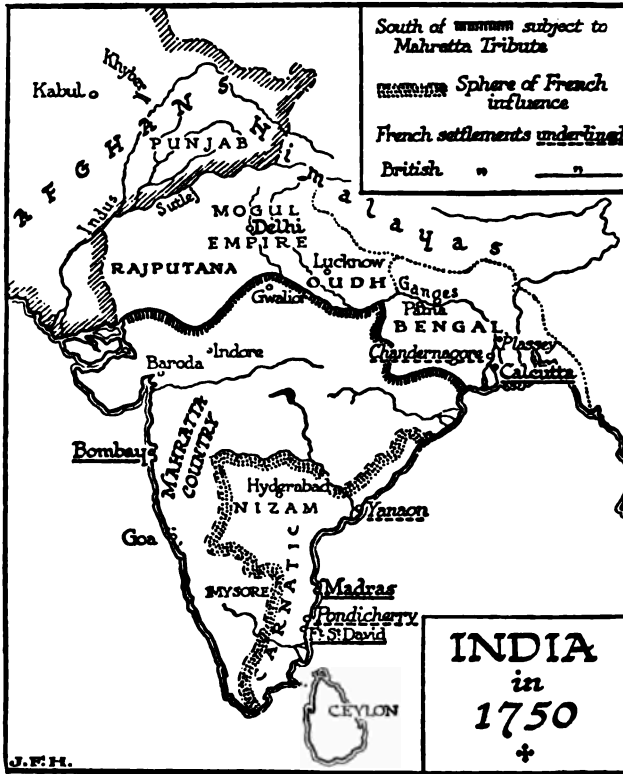 South of subject to
Mahratta Tribute
Sphere of French
influence
French settlements underlined
British " "
Khyber
Kabul
AFGHANS
PUNJAB
Himalayas
Indus
Sutlej
MOGUL
Delhi
EMPIRE
RAJPUTANA
Lucknow
OUDH
Gwalior
Ganges
Patna
BENGAL
Plassey
Chandernagore
Calcutta
Indore
Baroda
MAHRATTA
COUNTRY
Bombay
Hyderabad
NIZAM
Yanaon
Goa
CARNATIC
MYSORE
Madras
Pondicherry
Ft St David
CEYLON
INDIA
in
1750
J.F.H.